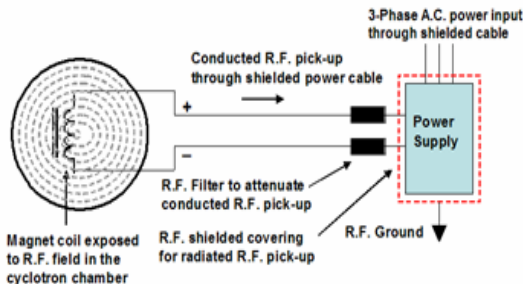 3-Phase A.C. power input
through shielded cable
Conducted R.F. pick-up
through shielded power cable
+
–
Power
Supply
R.F. Filter to attenuate
conducted R.F. pick-up
Magnet coil exposed
to R.F. field in the
cyclotron chamber
R.F. shielded covering
for radiated R.F. pick-up
R.F. Ground